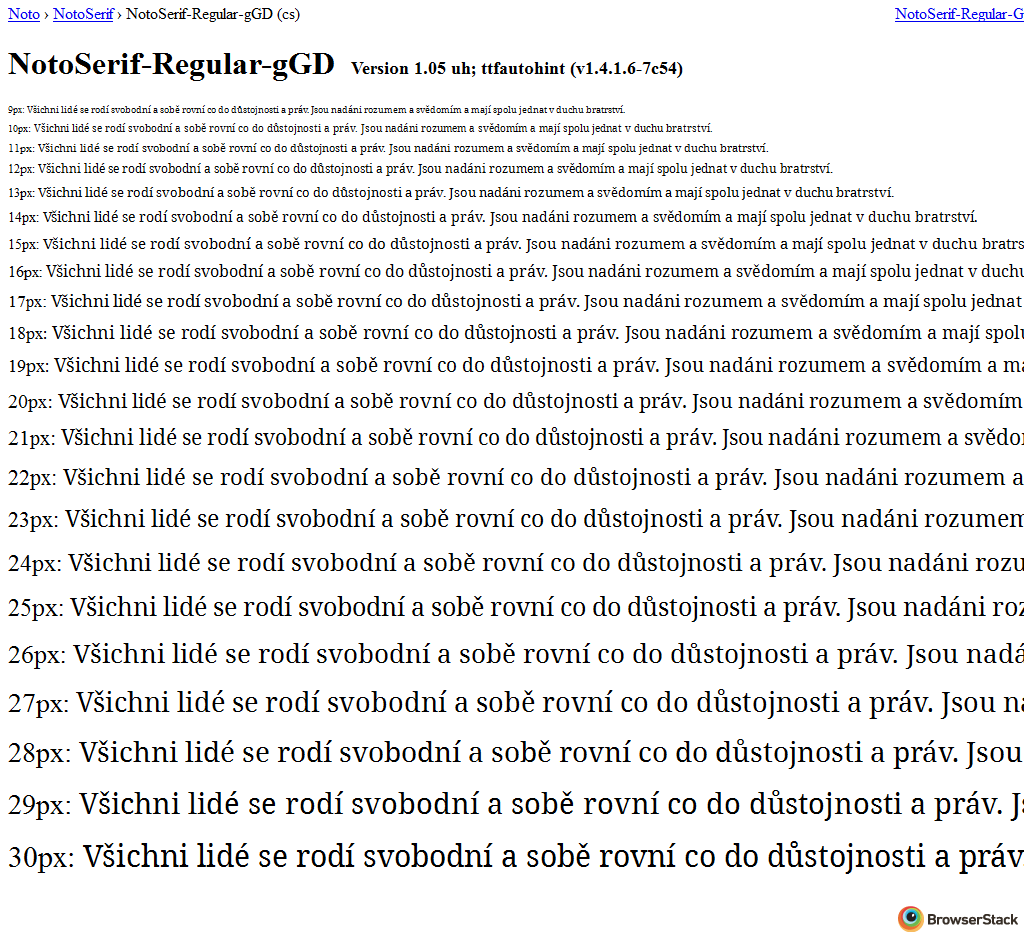 Noto › NotoSerif › NotoSerif-Regular-gGD (cs) NotoSerif-Regular-G
NotoSerif-Regular-gGD Version 1.05 uh; ttfautohint (v1.4.1.6-7c54)
9px: Všichni lidé se rodí svobodní a sobě rovní co do důstojnosti a práv. Jsou nadáni rozumem a svědomím a mají spolu jednat v duchu bratrství.
10px: Všichni lidé se rodí svobodní a sobě rovní co do důstojnosti a práv. Jsou nadáni rozumem a svědomím a mají spolu jednat v duchu bratrství.
11px: Všichni lidé se rodí svobodní a sobě rovní co do důstojnosti a práv. Jsou nadáni rozumem a svědomím a mají spolu jednat v duchu bratrství.
12px: Všichni lidé se rodí svobodní a sobě rovní co do důstojnosti a práv. Jsou nadáni rozumem a svědomím a mají spolu jednat v duchu bratrství.
13px: Všichni lidé se rodí svobodní a sobě rovní co do důstojnosti a práv. Jsou nadáni rozumem a svědomím a mají spolu jednat v duchu bratrství.
14px: Všichni lidé se rodí svobodní a sobě rovní co do důstojnosti a práv. Jsou nadáni rozumem a svědomím a mají spolu jednat v duchu bratrství.
15px: Všichni lidé se rodí svobodní a sobě rovní co do důstojnosti a práv. Jsou nadáni rozumem a svědomím a mají spolu jednat v duchu bratrs
16px: Všichni lidé se rodí svobodní a sobě rovní co do důstojnosti a práv. Jsou nadáni rozumem a svědomím a mají spolu jednat v duchu
17px: Všichni lidé se rodí svobodní a sobě rovní co do důstojnosti a práv. Jsou nadáni rozumem a svědomím a mají spolu jednat
18px: Všichni lidé se rodí svobodní a sobě rovní co do důstojnosti a práv. Jsou nadáni rozumem a svědomím a mají spolu
19px: Všichni lidé se rodí svobodní a sobě rovní co do důstojnosti a práv. Jsou nadáni rozumem a svědomím a ma
20px: Všichni lidé se rodí svobodní a sobě rovní co do důstojnosti a práv. Jsou nadáni rozumem a svědomím
21px: Všichni lidé se rodí svobodní a sobě rovní co do důstojnosti a práv. Jsou nadáni rozumem a svědo
22px: Všichni lidé se rodí svobodní a sobě rovní co do důstojnosti a práv. Jsou nadáni rozumem a
23px: Všichni lidé se rodí svobodní a sobě rovní co do důstojnosti a práv. Jsou nadáni rozumem
24px: Všichni lidé se rodí svobodní a sobě rovní co do důstojnosti a práv. Jsou nadáni rozu
25px: Všichni lidé se rodí svobodní a sobě rovní co do důstojnosti a práv. Jsou nadáni roz
26px: Všichni lidé se rodí svobodní a sobě rovní co do důstojnosti a práv. Jsou nadá
27px: Všichni lidé se rodí svobodní a sobě rovní co do důstojnosti a práv. Jsou na
28px: Všichni lidé se rodí svobodní a sobě rovní co do důstojnosti a práv. Jsou
29px: Všichni lidé se rodí svobodní a sobě rovní co do důstojnosti a práv. Js
30px: Všichni lidé se rodí svobodní a sobě rovní co do důstojnosti a práv.
BrowserStack